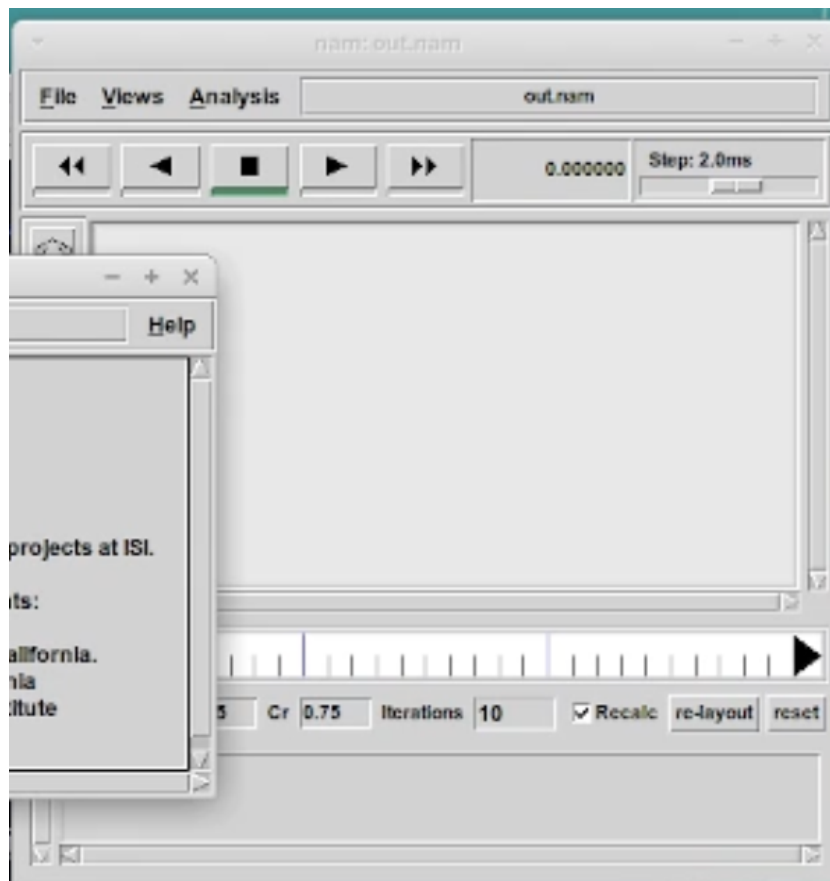 nam: out.nam
File Views Analysis out.nam
0.000000 Step: 2.0ms
Help
projects at ISI.
ts:
alifornia.
nia
titute
5 Cr 0.75 Iterations 10 Recalc re-layout reset